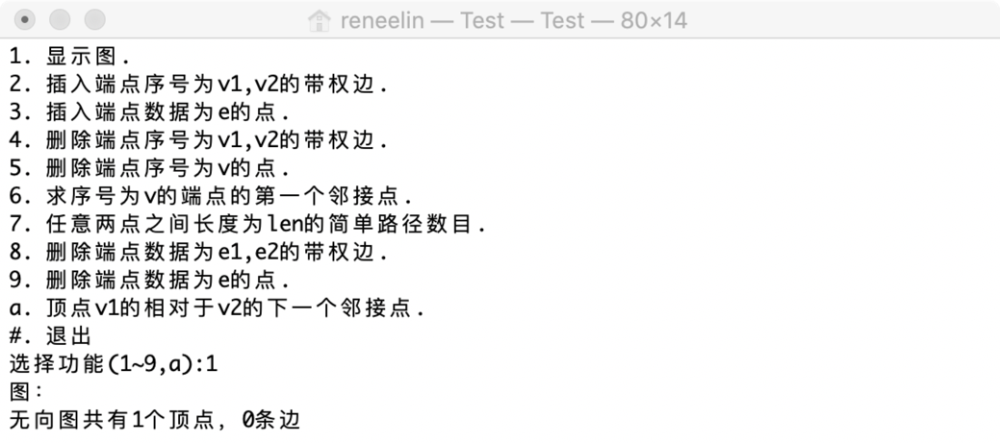 reneelin — Test — Test — 80×14
1. 显示图.
2. 插入端点序号为v1,v2的带权边.
3. 插入端点数据为e的点.
4. 删除端点序号为v1,v2的带权边.
5. 删除端点序号为v的点.
6. 求序号为v的端点的第一个邻接点.
7. 任意两点之间长度为len的简单路径数目.
8. 删除端点数据为e1,e2的带权边.
9. 删除端点数据为e的点.
a. 顶点v1的相对于v2的下一个邻接点.
#. 退出
选择功能(1~9,a):1
图:
无向图共有1个顶点, 0条边